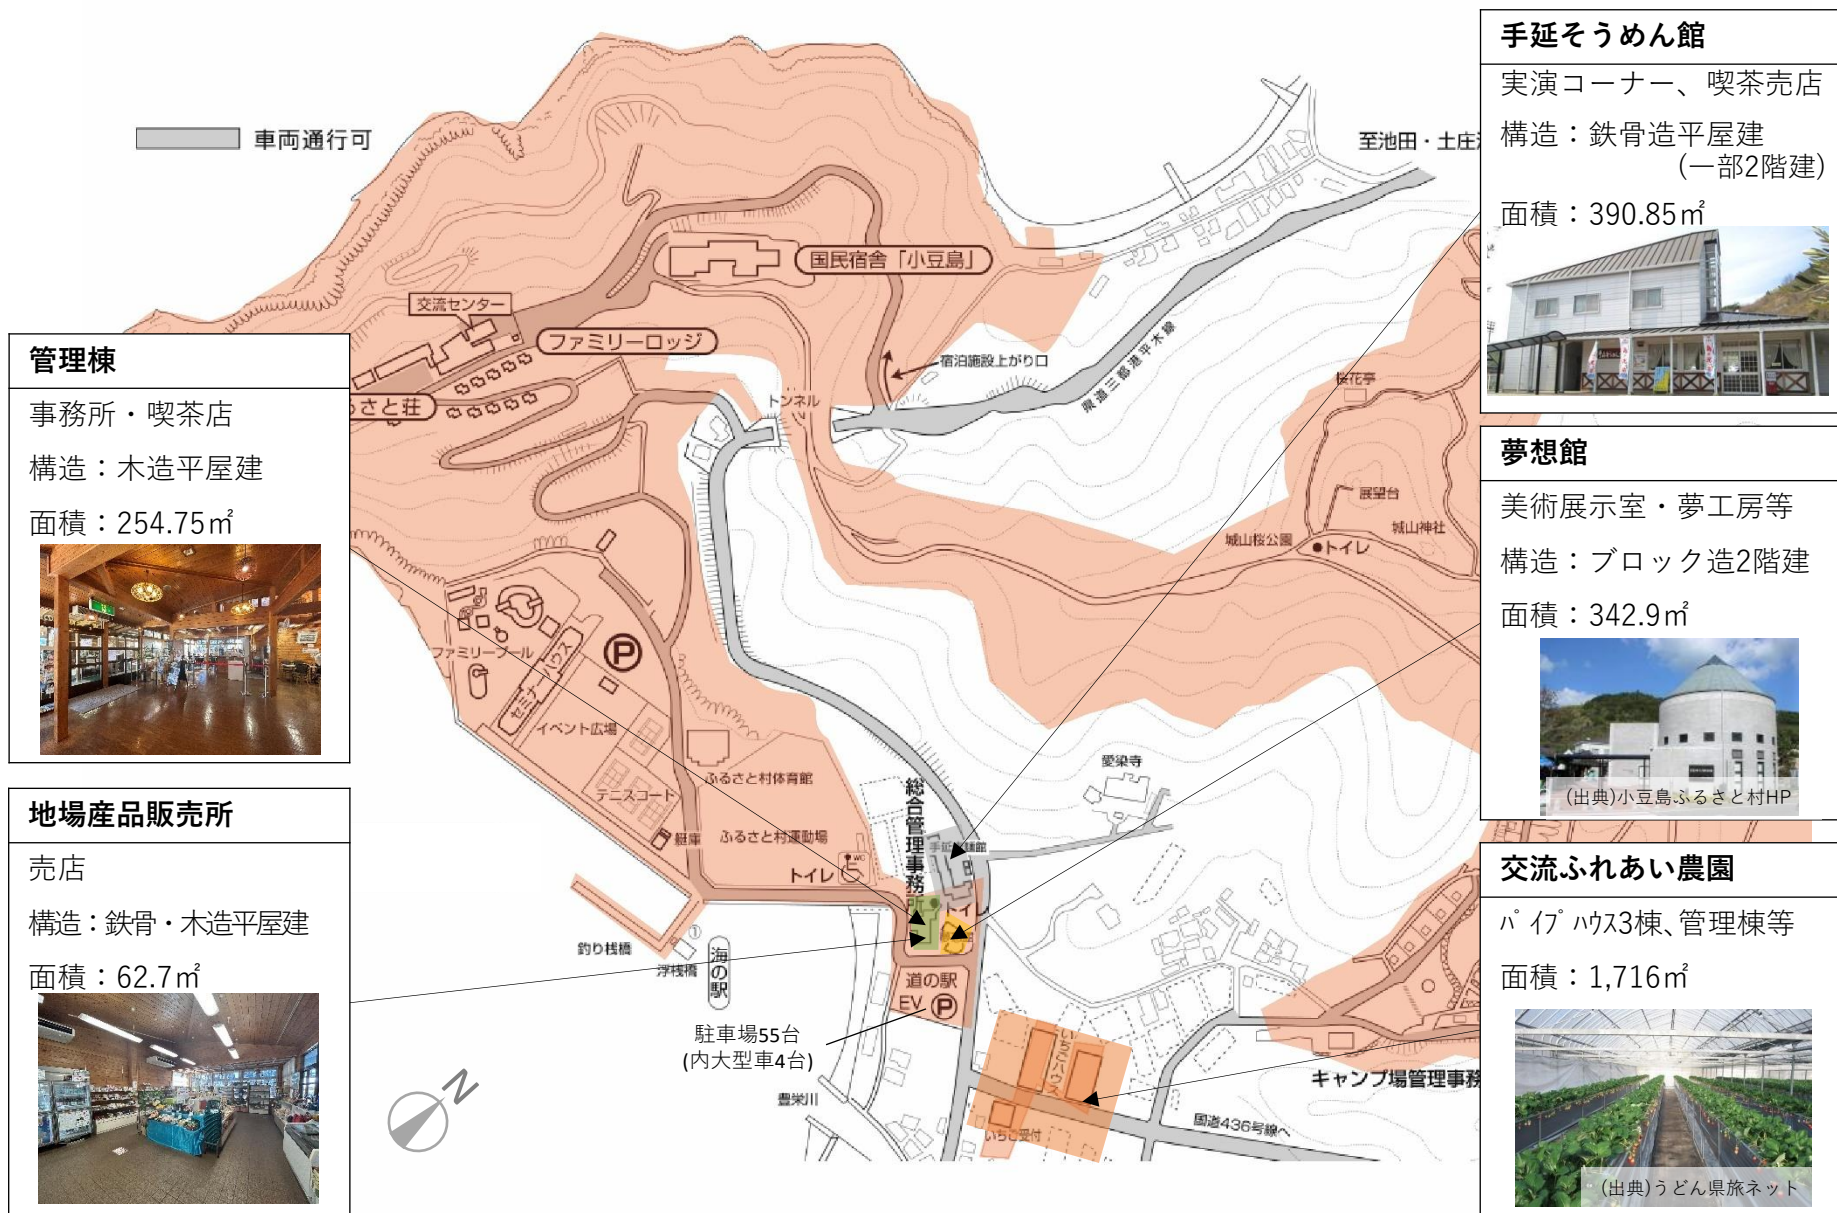 車両通行可
管理棟
事務所・喫茶店
構造：木造平屋建
面積：254.75㎡
地場産品販売所
売店
構造：鉄骨・木造平屋建
面積：62.7㎡
手延そうめん館
実演コーナー、喫茶売店
構造：鉄骨造平屋建
(一部2階建)
面積：390.85㎡
夢想館
美術展示室・夢工房等
構造：ブロック造2階建
面積：342.9㎡
(出典)小豆島ふるさと村HP
交流ふれあい農園
ﾊﾟｲﾌﾟﾊｳｽ3棟、管理棟等
面積：1,716㎡
(出典)うどん県旅ネット
至池田・土庄
国民宿舎「小豆島」
交流センター
ファミリーロッジ
るさと荘
宿泊施設上がり口
トンネル
県道三都港平木線
桜花亭
展望台
城山神社
城山桜公園
トイレ
ファミリープール
セミナーハウス
P
イベント広場
テニスコート
ふるさと村体育館
艇庫
ふるさと村運動場
トイレ
WC
総合管理事務所
手延
館
愛染寺
トイレ
釣り桟橋
浮桟橋
①
海の駅
道の駅
EV P
駐車場55台
(内大型車4台)
豊栄川
いちご受付
キャンプ場管理事務
国道436号線へ
N